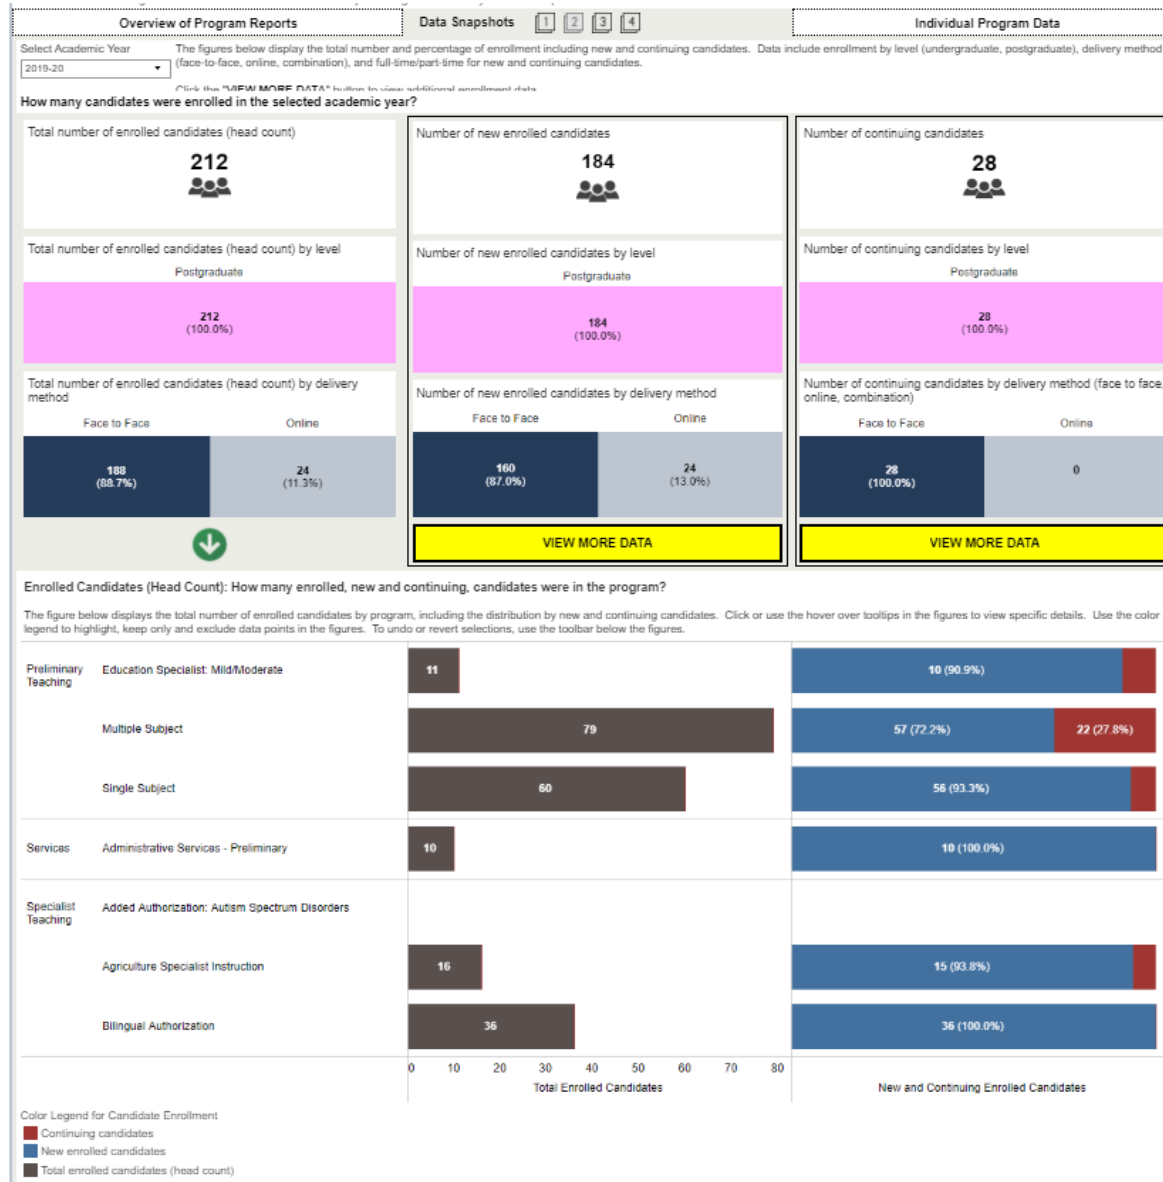 Overview of Program Reports
Data Snapshots 1 2 3 4
Individual Program Data
Select Academic Year
2019-20
The figures below display the total number and percentage of enrollment including new and continuing candidates. Data include enrollment by level (undergraduate, postgraduate), delivery method
(face-to-face, online, combination), and full-time/part-time for new and continuing candidates.
Click the "VIEW MORE DATA" button to view additional enrollment data
How many candidates were enrolled in the selected academic year?
Total number of enrolled candidates (head count)
212
Number of new enrolled candidates
184
Number of continuing candidates
28
Total number of enrolled candidates (head count) by level
Postgraduate
212
(100.0%)
Number of new enrolled candidates by level
Postgraduate
184
(100.0%)
Number of continuing candidates by level
Postgraduate
28
(100.0%)
Total number of enrolled candidates (head count) by delivery
method
Face to Face Online
188 24
(88.7%) (11.3%)
Number of new enrolled candidates by delivery method
Face to Face Online
160 24
(87.0%) (13.0%)
Number of continuing candidates by delivery method (face to face,
online, combination)
Face to Face Online
28 0
(100.0%)
VIEW MORE DATA
VIEW MORE DATA
Enrolled Candidates (Head Count): How many enrolled, new and continuing, candidates were in the program?
The figure below displays the total number of enrolled candidates by program, including the distribution by new and continuing candidates. Click or use the hover over tooltips in the figures to view specific details. Use the color
legend to highlight, keep only and exclude data points in the figures. To undo or revert selections, use the toolbar below the figures.
Preliminary
Teaching
Education Specialist: Mild/Moderate 11 10 (90.9%)
Multiple Subject 79 57 (72.2%) 22 (27.8%)
Single Subject 60 56 (93.3%)
Services Administrative Services - Preliminary 10 10 (100.0%)
Specialist
Teaching
Added Authorization: Autism Spectrum Disorders
Agriculture Specialist Instruction 16 15 (93.8%)
Bilingual Authorization 36 36 (100.0%)
0 10 20 30 40 50 60 70 80
Total Enrolled Candidates
New and Continuing Enrolled Candidates
Color Legend for Candidate Enrollment
Continuing candidates
New enrolled candidates
Total enrolled candidates (head count)